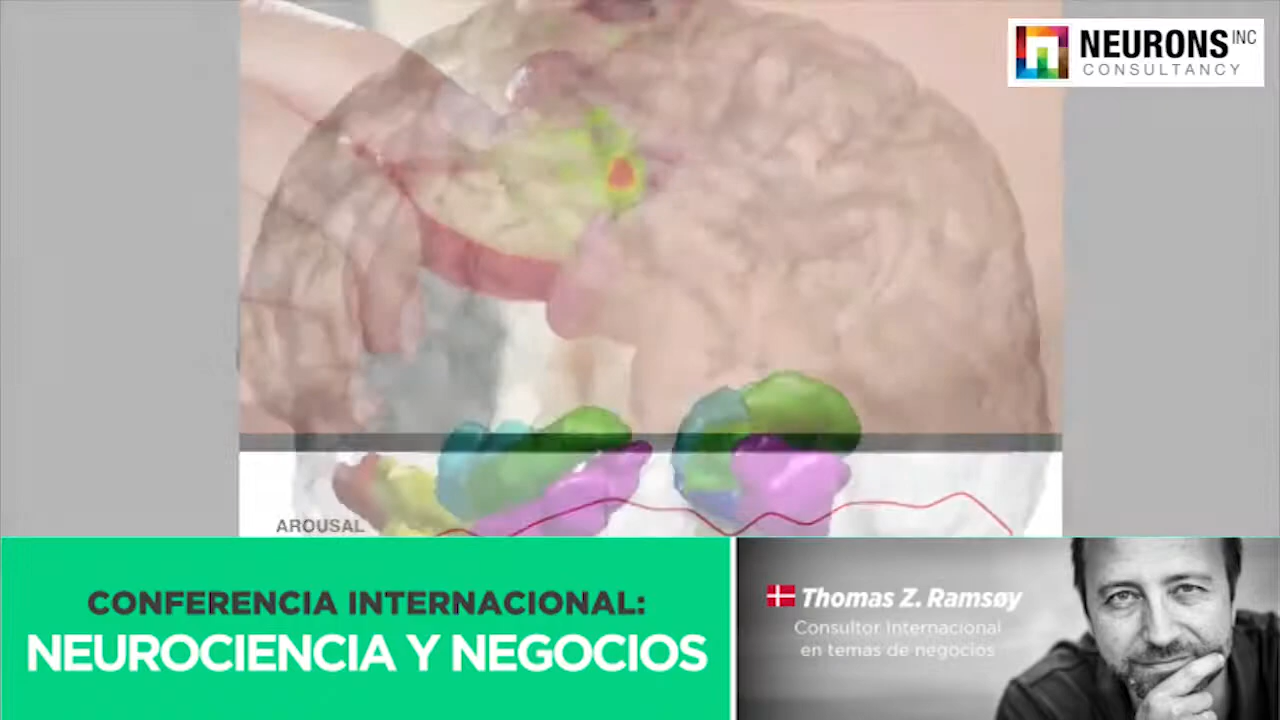 NEURONS INC
CONSULTANCY
AROUSAL
CONFERENCIA INTERNACIONAL:
NEUROCIENCIA Y NEGOCIOS
Thomas Z. Ramsøy
Consultor Internacional
en temas de negocios